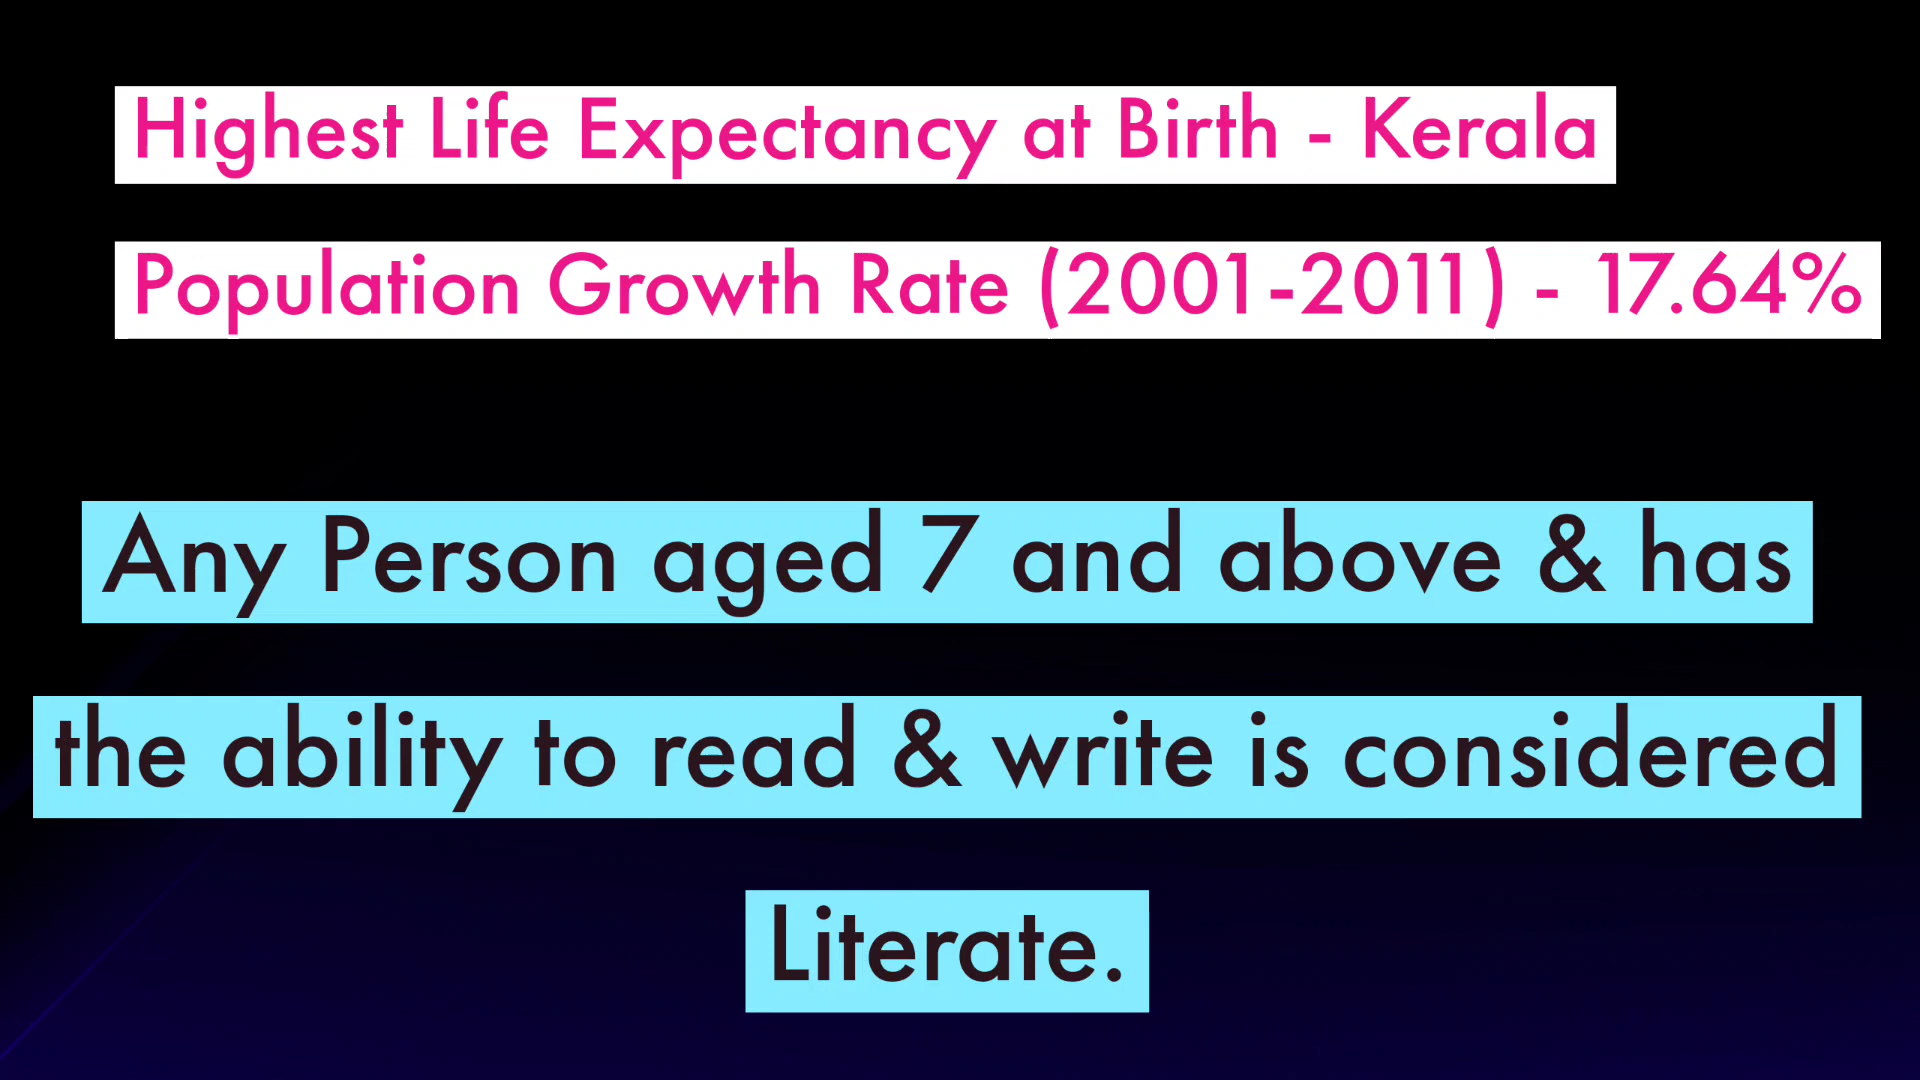 Highest Life Expectancy at Birth - Kerala
Population Growth Rate (2001-2011) - 17.64%
Any Person aged 7 and above & has
the ability to read & write is considered
Literate.